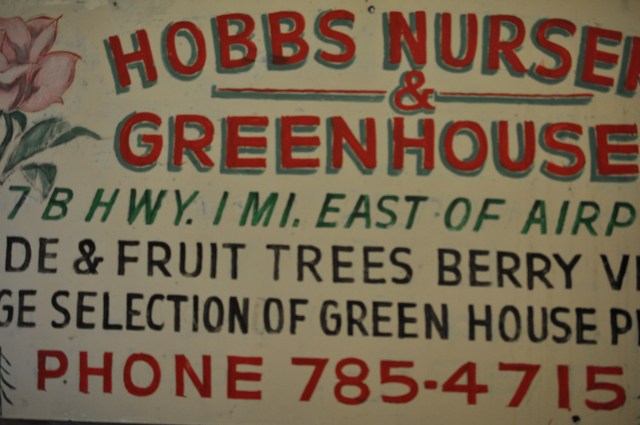 HOBBS NURSE
&
GREENHOUSE
7 B HWY. 1 MI. EAST OF AIRP
DE & FRUIT TREES BERRY V
GE SELECTION OF GREEN HOUSE P
PHONE 785-4715